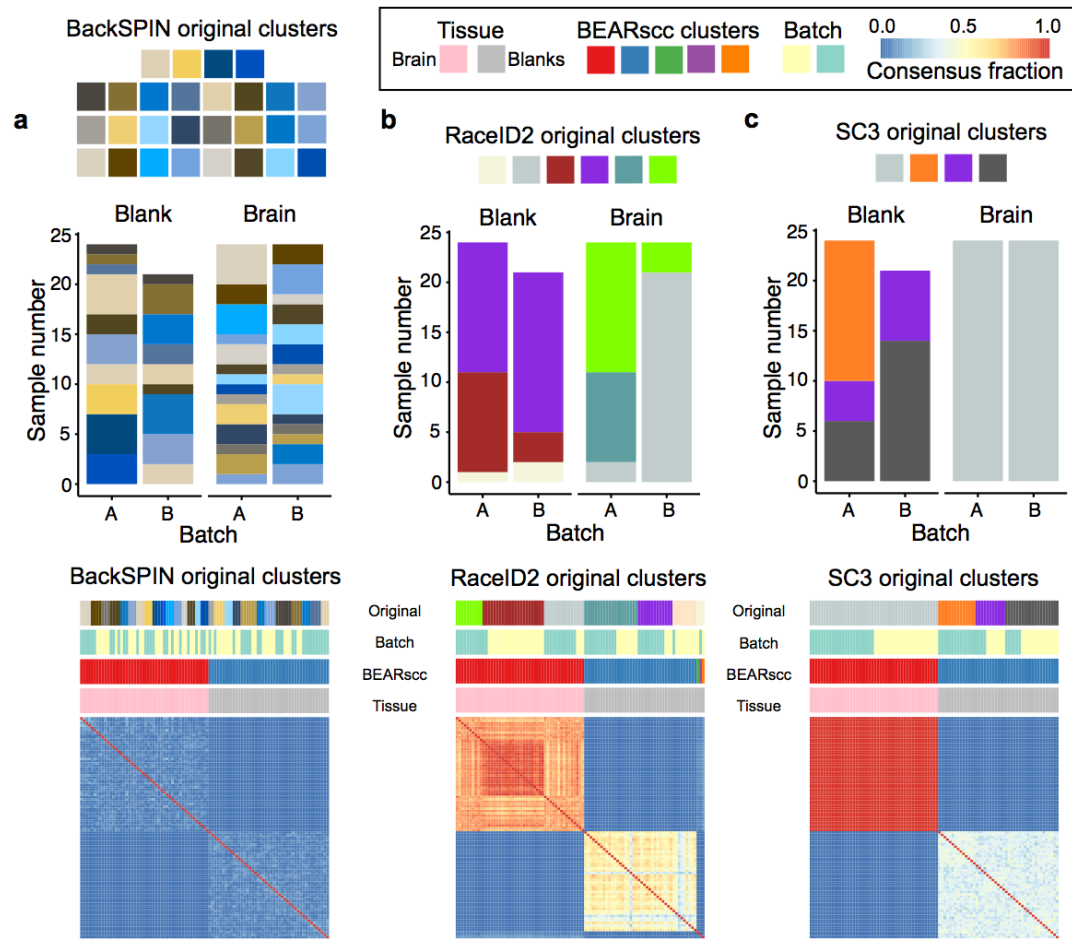 BackSPIN original clusters
Tissue
BEARscc clusters
Batch
0.0 0.5 1.0
Brain
Blanks
Consensus fraction
a
b
RaceID2 original clusters
c
SC3 original clusters
Blank Brain
Sample number
25
20
15
10
5
0
A B A B
Batch
Blank Brain
Sample number
25
20
15
10
5
0
A B A B
Batch
Blank Brain
Sample number
25
20
15
10
5
0
A B A B
Batch
BackSPIN original clusters
RaceID2 original clusters
SC3 original clusters
Original
Batch
BEARscc
Tissue
Original
Batch
BEARscc
Tissue